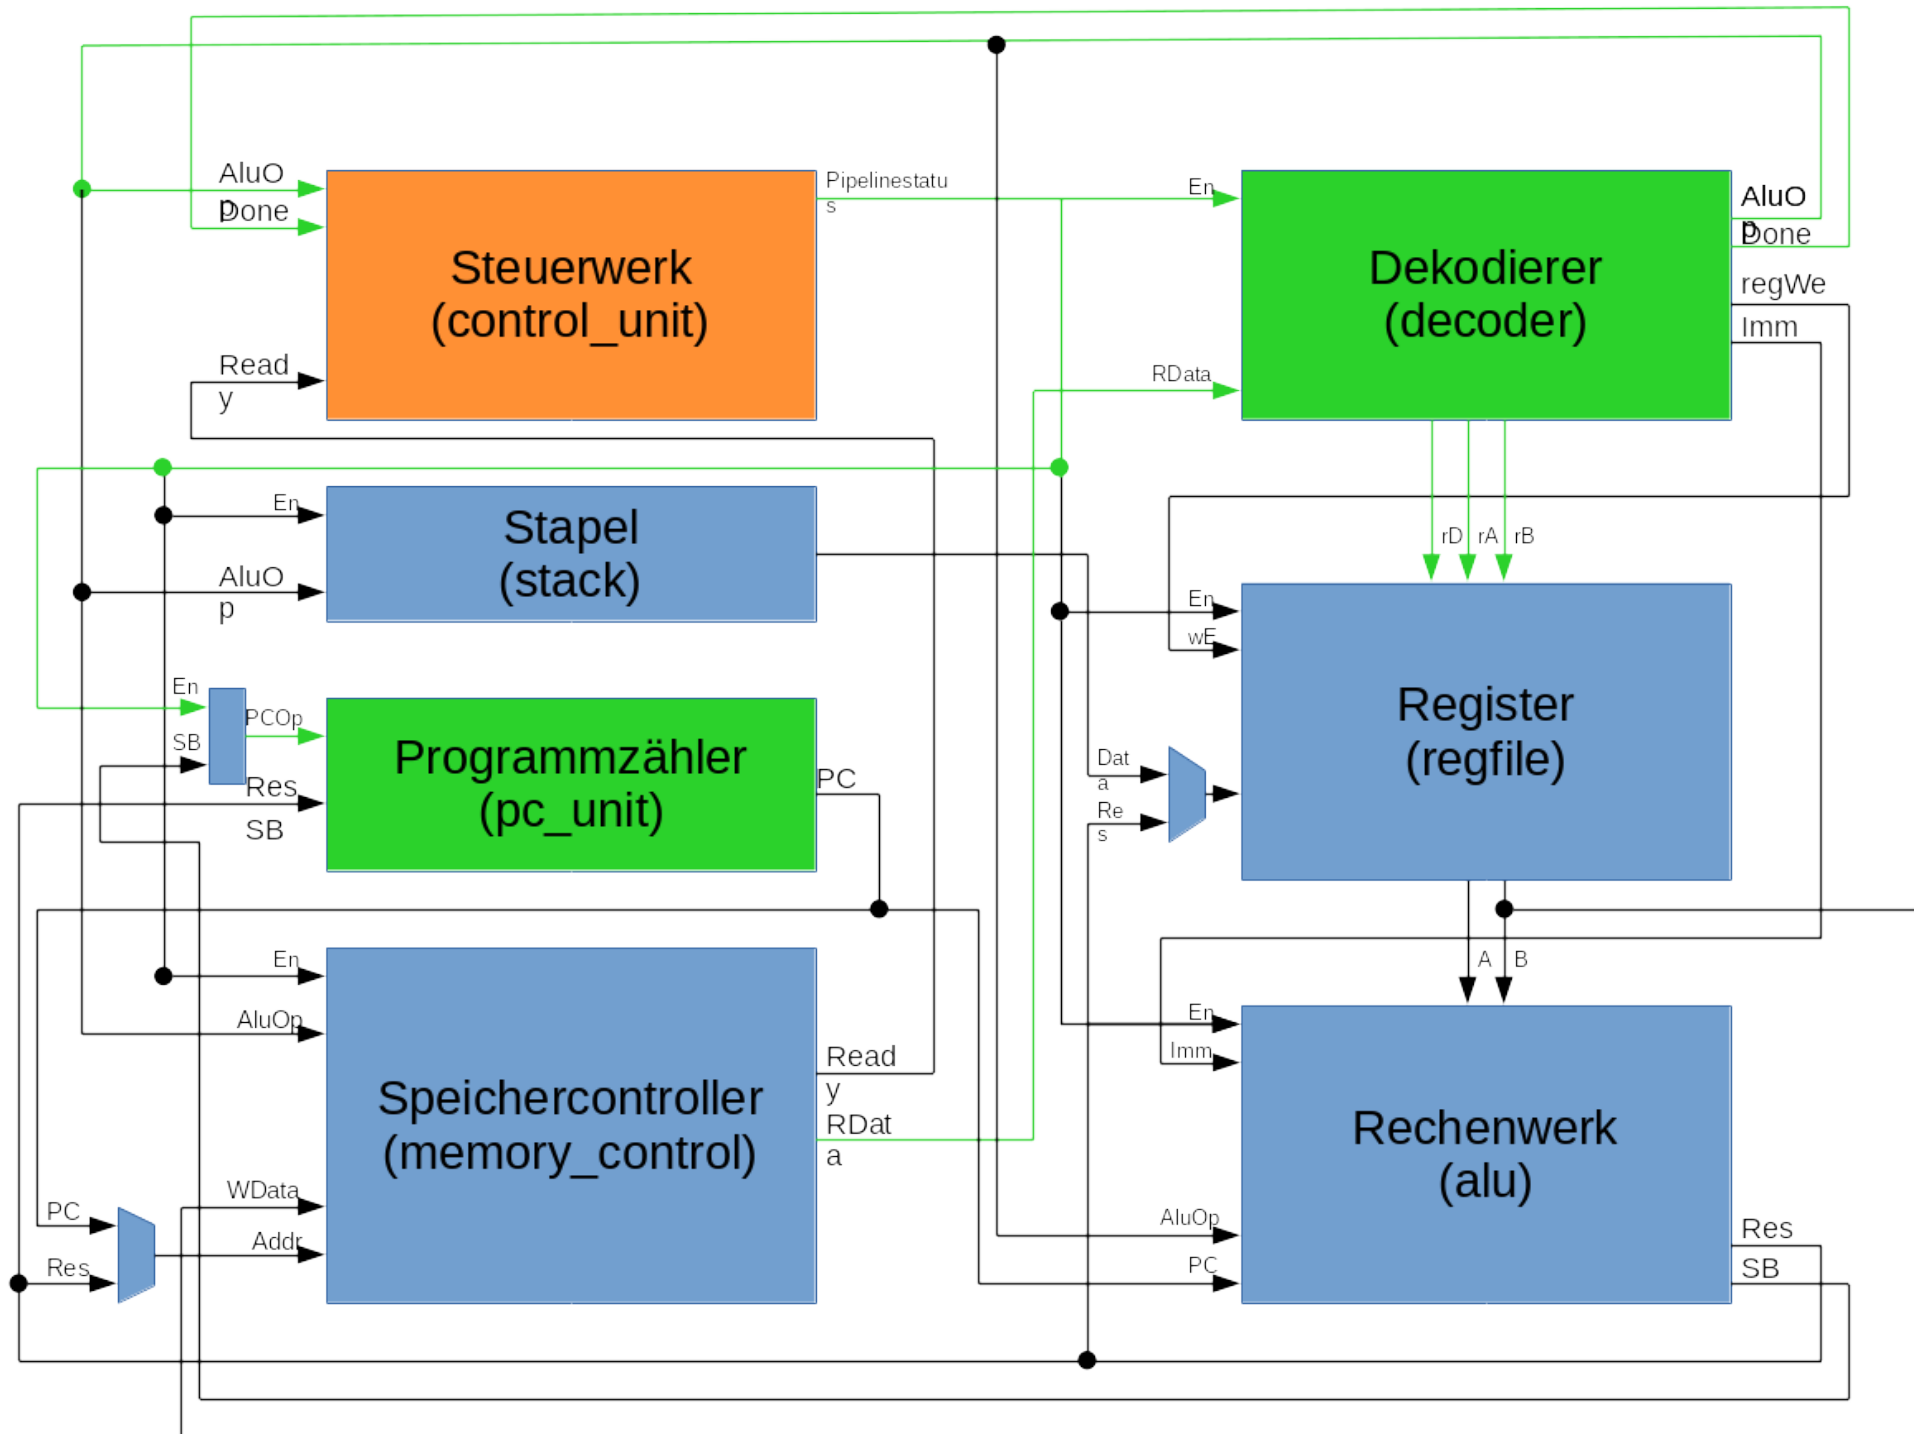 AluO
p
Done
Steuerwerk
(control_unit)
Read
y
Pipelinestatu
s
En
RData
Dekodierer
(decoder)
AluO
p
Done
regWe
Imm
En
AluO
p
Stapel
(stack)
rD rA rB
En
wE
Dat
a
Re
s
Register
(regfile)
En
SB
PCOp
Res
SB
Programmzähler
(pc_unit)
PC
A B
En
AluOp
WData
Addr
PC
Res
Speichercontroller
(memory_control)
Read
y
RDat
a
En
Imm
AluOp
PC
Rechenwerk
(alu)
Res
SB